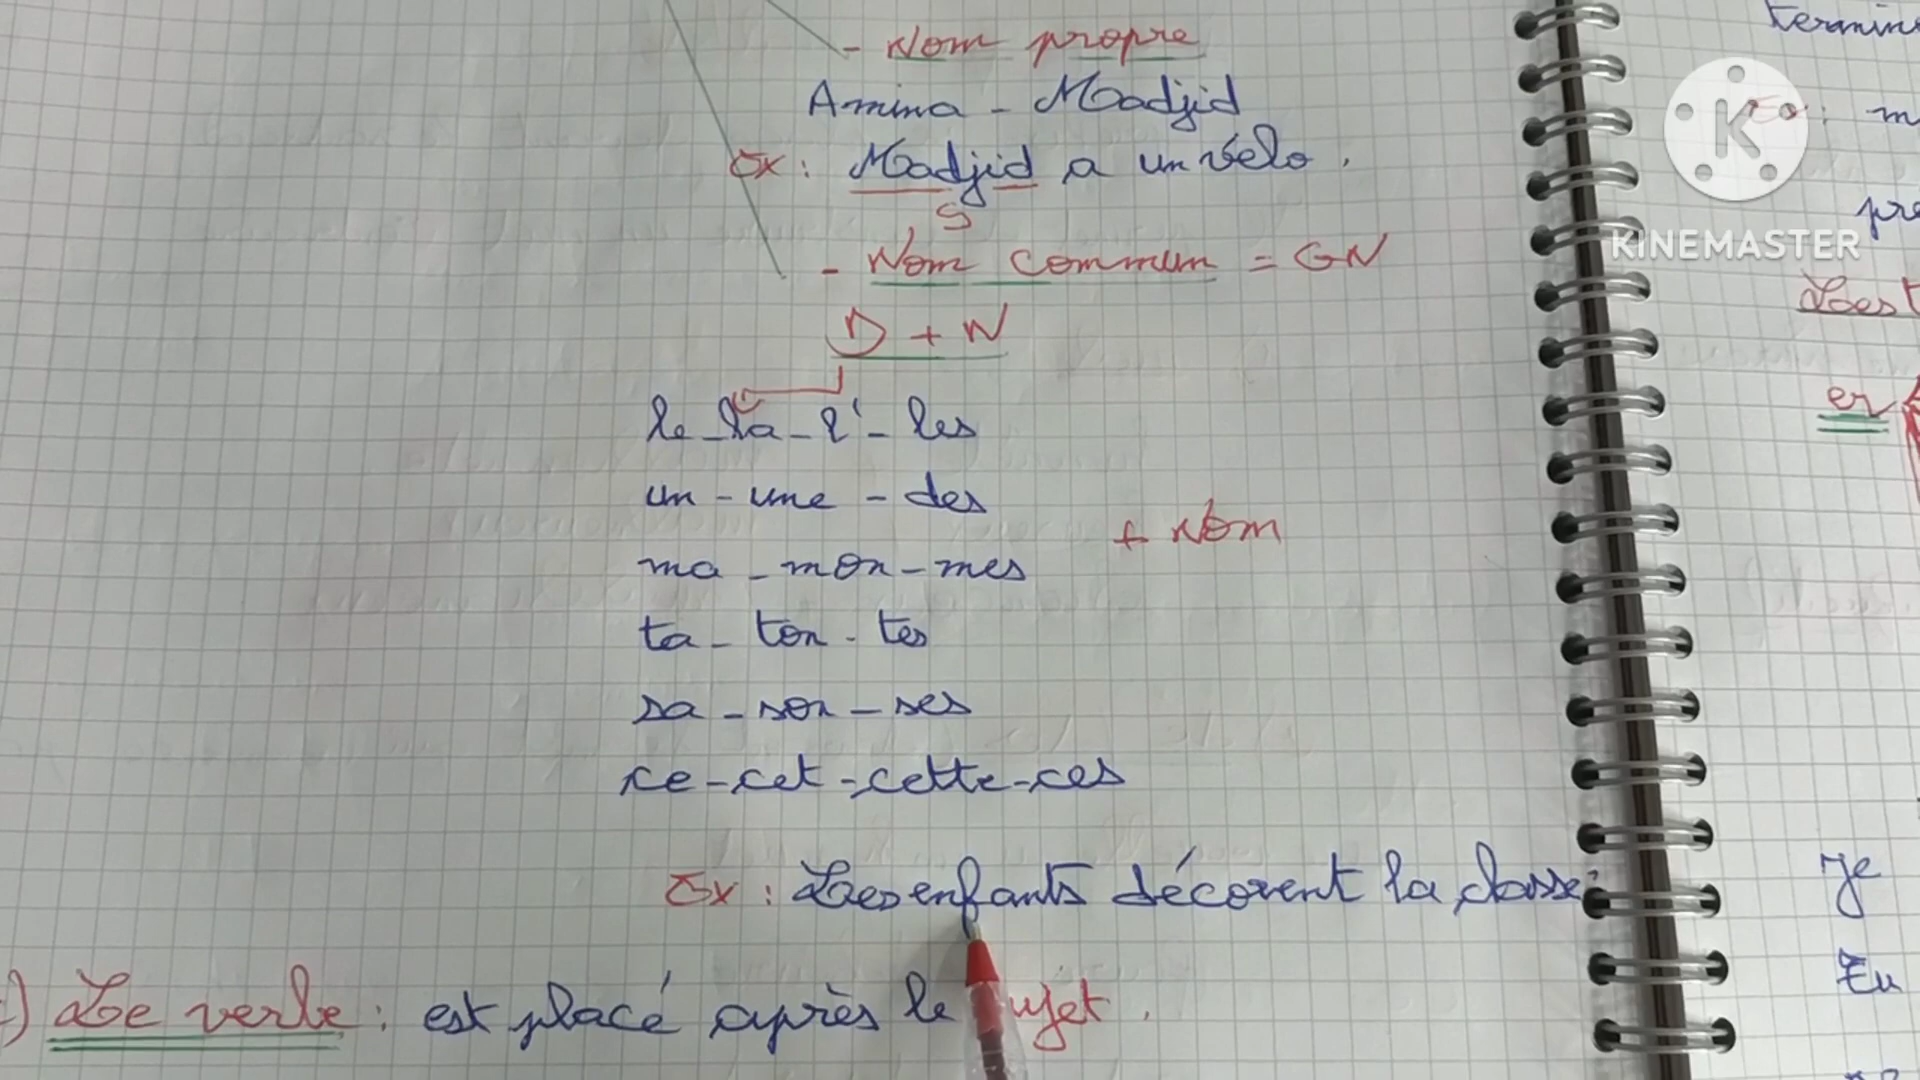 - Nom propre
Amina - Madjid
Ex : Madjid a un vélo .
S
- Nom commun = GN
D + N
le - la - l' - les
un - une - des
+ Nom
ma - mon - mes
ta - ton - tes
sa - son - ses
ce - cet - cette - ces
Ex : Les enfants décorent la classe.
) Le verbe : est placé après le ujet .
K
KINEMASTER
er
Je
Tu